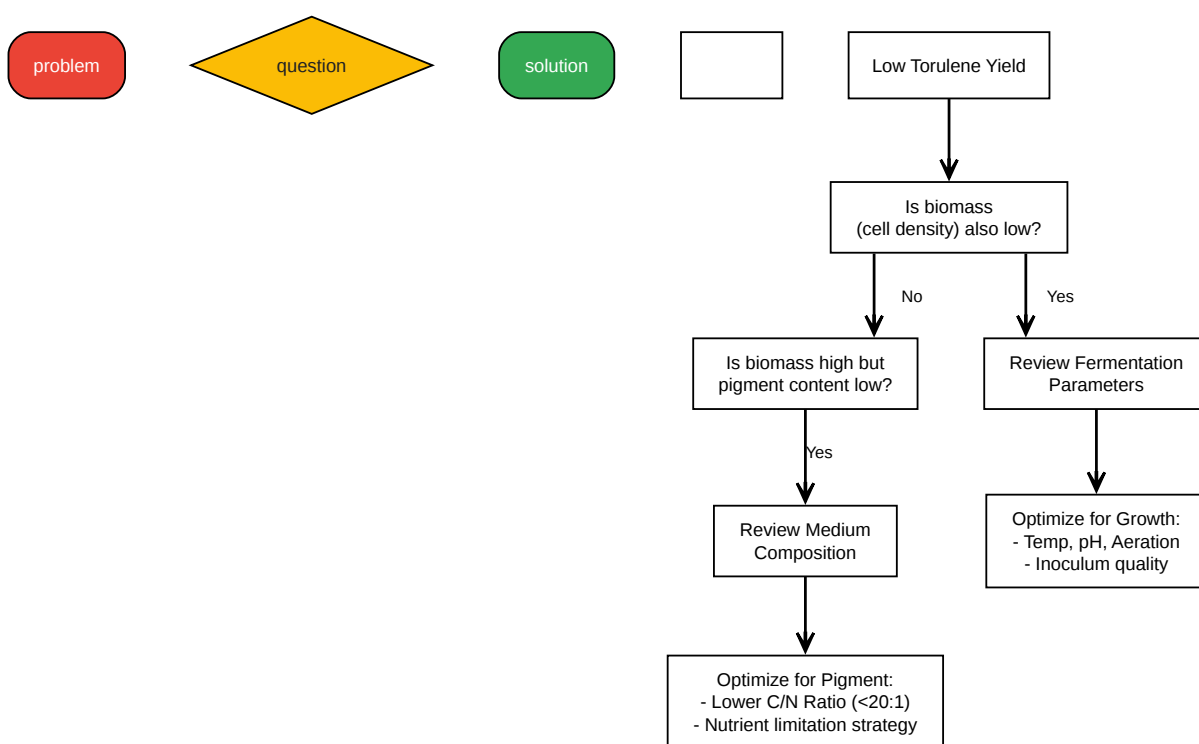 problem
question
solution
Low Torulene Yield
Is biomass
(cell density) also low?
No
Yes
Is biomass high but
pigment content low?
Review Fermentation
Parameters
Yes
Review Medium
Composition
Optimize for Growth:
- Temp, pH, Aeration
- Inoculum quality
Optimize for Pigment:
- Lower C/N Ratio (<20:1)
- Nutrient limitation strategy